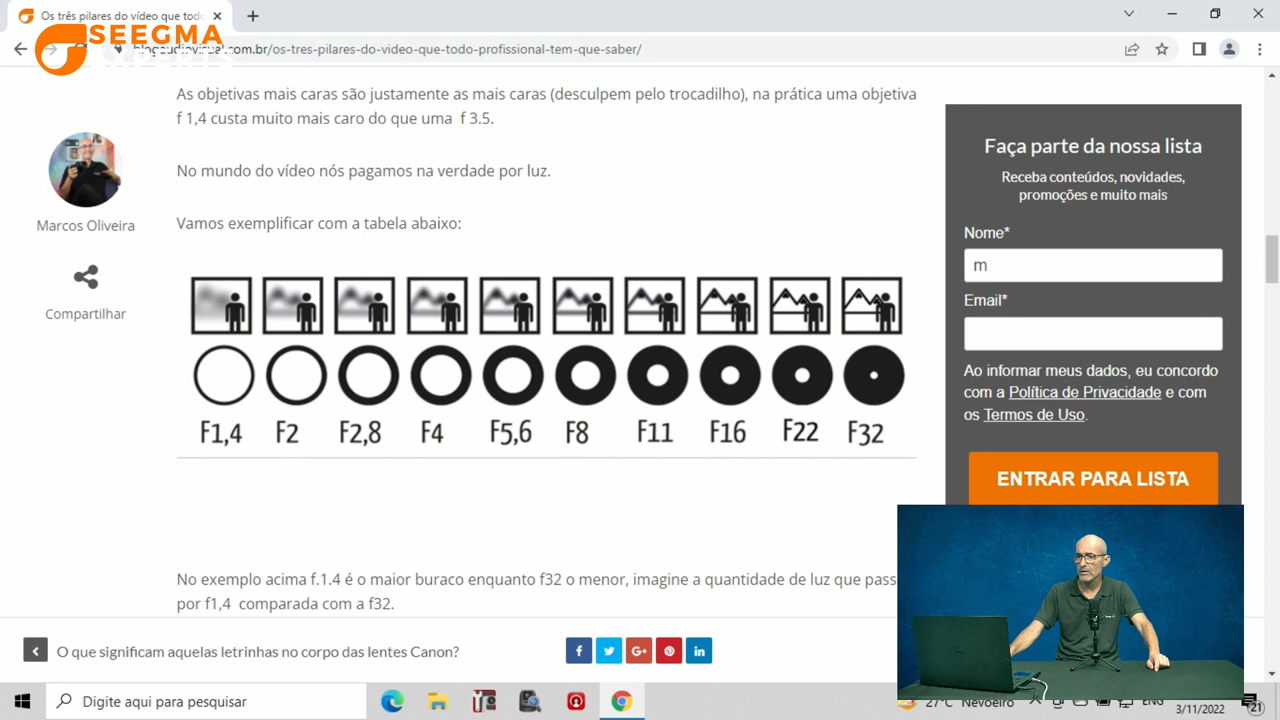 Os três pilares do vídeo que tod
SEEGMA
EXPERTS
blogaudiovisual.com.br/os-tres-pilares-do-video-que-todo-profissional-tem-que-saber/
As objetivas mais caras são justamente as mais caras (desculpem pelo trocadilho), na prática uma objetiva
f 1,4 custa muito mais caro do que uma f 3.5.
No mundo do vídeo nós pagamos na verdade por luz.
Vamos exemplificar com a tabela abaixo:
Marcos Oliveira
Compartilhar
F1,4 F2 F2,8 F4 F5,6 F8 F11 F16 F22 F32
No exemplo acima f.1.4 é o maior buraco enquanto f32 o menor, imagine a quantidade de luz que pass
por f1,4 comparada com a f32.
Faça parte da nossa lista
Receba conteúdos, novidades,
promoções e muito mais
Nome*
m
Email*
Ao informar meus dados, eu concordo
com a Política de Privacidade e com
os Termos de Uso.
ENTRAR PARA LISTA
O que significam aquelas letrinhas no corpo das lentes Canon?
Digite aqui para pesquisar
27°C Nevoeiro
ENG
3/11/2022
21